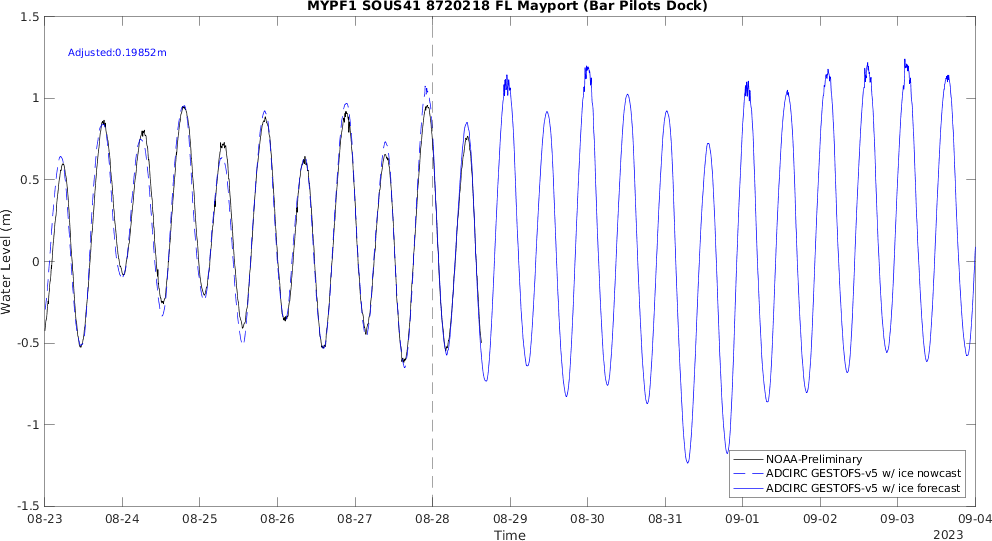 MYPF1 SOUS41 8720218 FL Mayport (Bar Pilots Dock)
Adjusted:0.19852m
Water Level (m)
1.5
1
0.5
0
-0.5
-1
-1.5
NOAA-Preliminary
ADCIRC GESTOFS-v5 w/ ice nowcast
ADCIRC GESTOFS-v5 w/ ice forecast
08-23 08-24 08-25 08-26 08-27 08-28 08-29 08-30 08-31 09-01 09-02 09-03 09-04
Time
2023